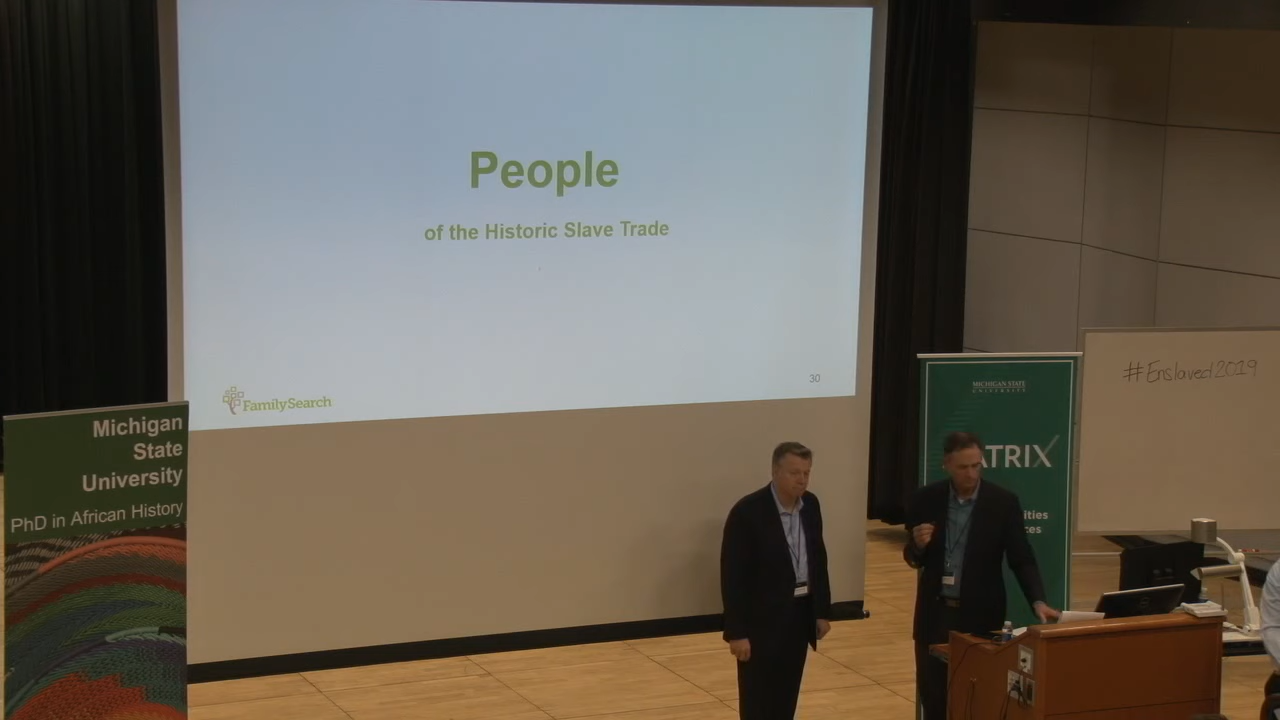 People
of the Historic Slave Trade
30
FamilySearch
Michigan
State
University
PhD in African History
MICHIGAN STATE
UNIVERSITY
ATRIX
ities
ces
#Enslaved2019